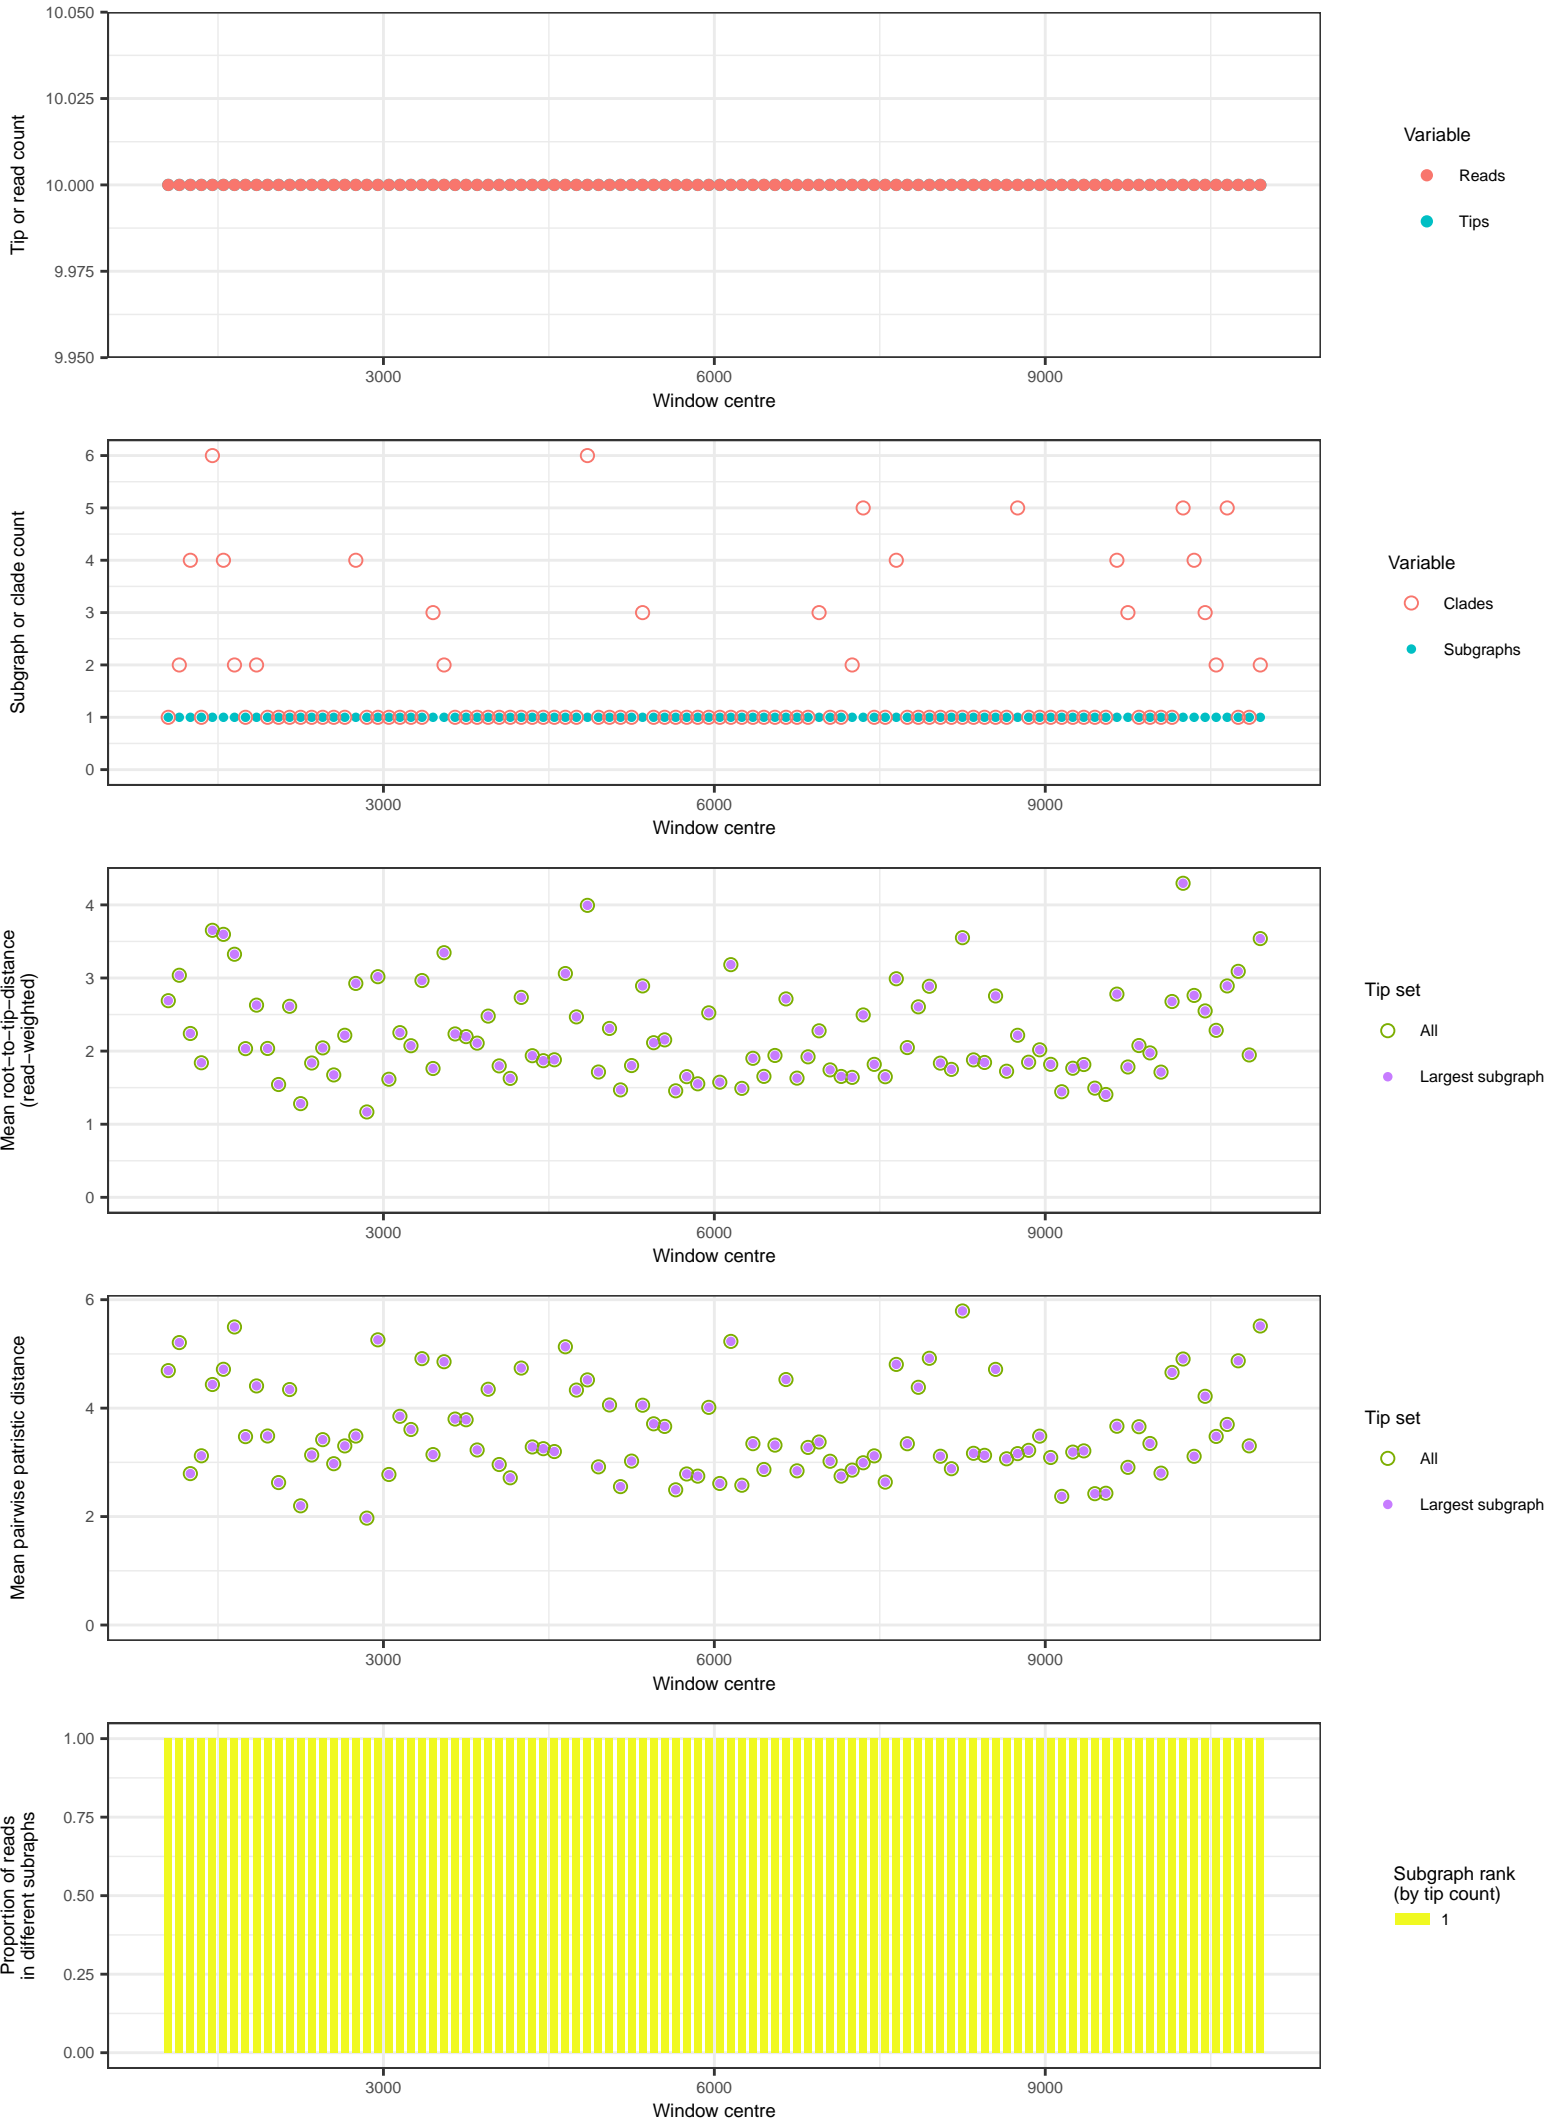 10.050
10.025
10.000
9.975
9.950
Tip or read count
3000 6000 9000
Window centre
Variable
Reads
Tips
6
5
4
3
2
1
0
Subgraph or clade count
3000 6000 9000
Window centre
Variable
Clades
Subgraphs
4
3
2
1
0
Mean root−to−tip−distance
(read−weighted)
3000 6000 9000
Window centre
Tip set
All
Largest subgraph
6
4
2
0
Mean pairwise patristic distance
3000 6000 9000
Window centre
Tip set
All
Largest subgraph
1.00
0.75
0.50
0.25
0.00
Proportion of reads
in different subraphs
3000 6000 9000
Window centre
Subgraph rank
(by tip count)
1